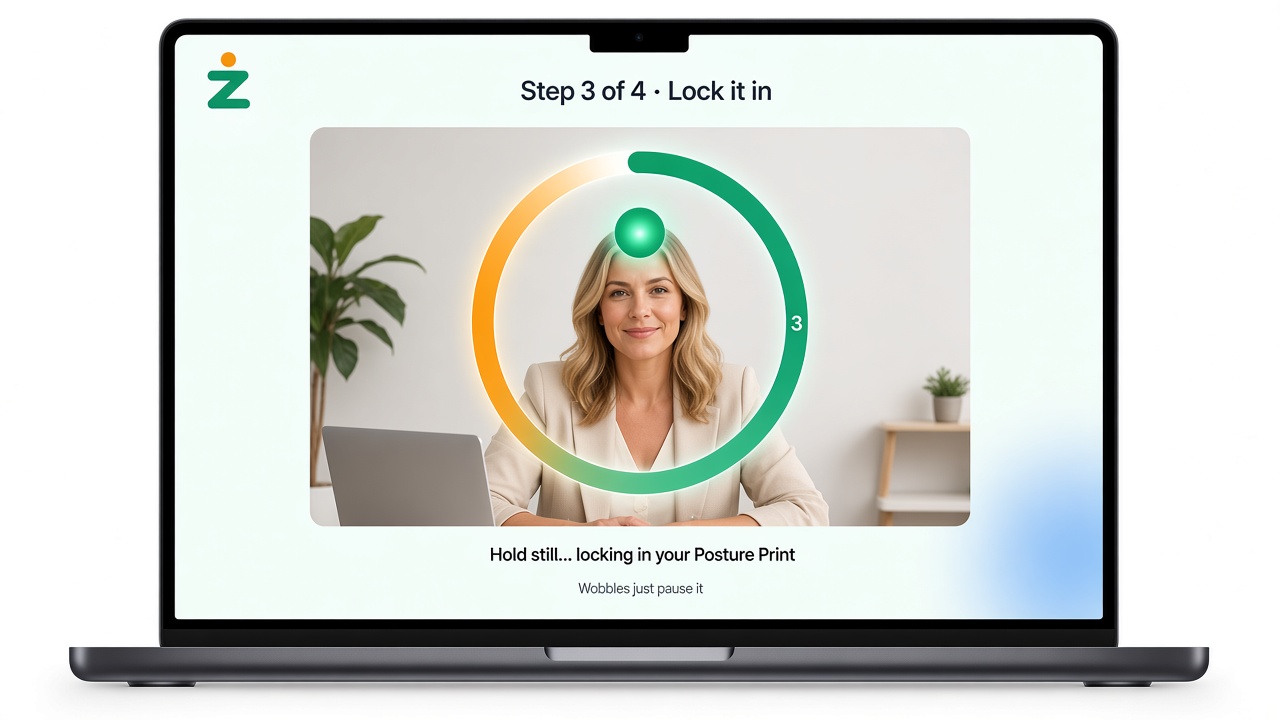 Ż
Step 3 of 4 · Lock it in
3
Hold still... locking in your Posture Print
Wobbles just pause it